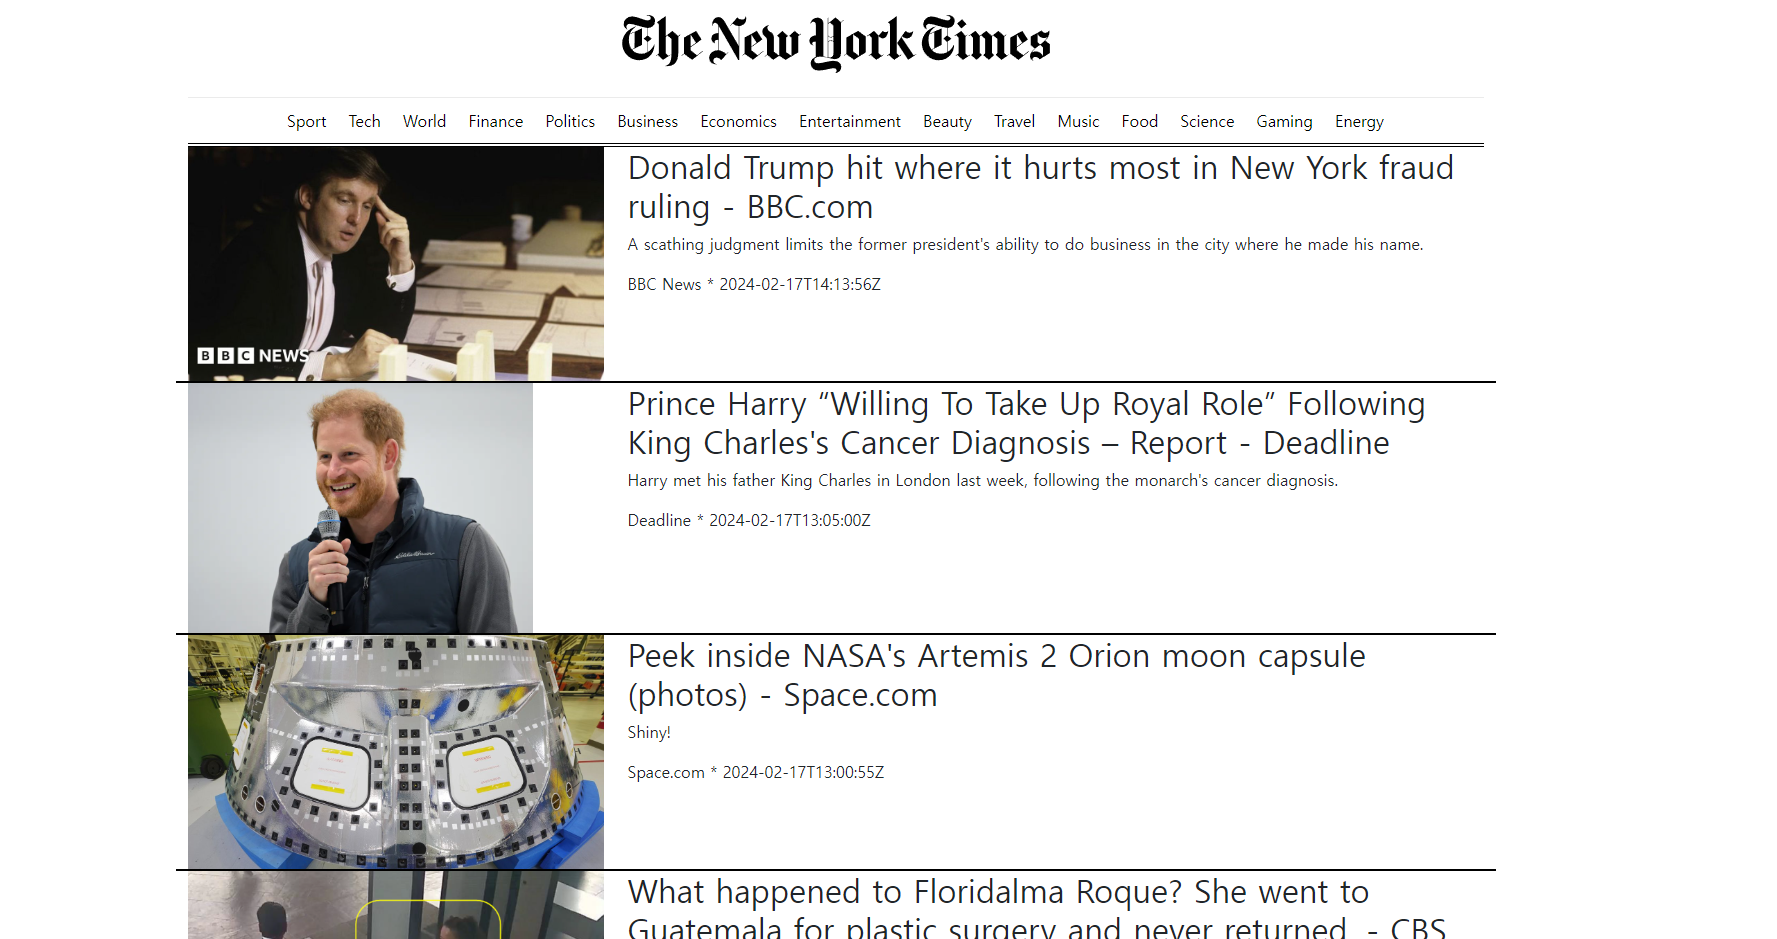 The New York Times
Sport Tech World Finance Politics Business Economics Entertainment Beauty Travel Music Food Science Gaming Energy
Donald Trump hit where it hurts most in New York fraud
ruling - BBC.com
A scathing judgment limits the former president's ability to do business in the city where he made his name.
BBC News * 2024-02-17T14:13:56Z
BBC NEWS
Prince Harry “Willing To Take Up Royal Role” Following
King Charles's Cancer Diagnosis – Report - Deadline
Harry met his father King Charles in London last week, following the monarch's cancer diagnosis.
Deadline * 2024-02-17T13:05:00Z
Peek inside NASA's Artemis 2 Orion moon capsule
(photos) - Space.com
Shiny!
Space.com * 2024-02-17T13:00:55Z
What happened to Floridalma Roque? She went to
Guatemala for plastic surgery and never returned. - CBS